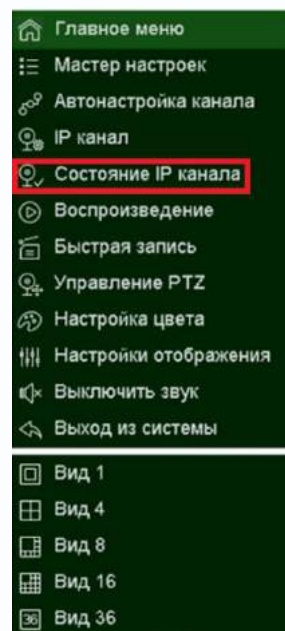 Главное меню
Мастер настроек
Автонастройка канала
IP канал
Состояние IP канала
Воспроизведение
Быстрая запись
Управление PTZ
Настройка цвета
Настройки отображения
Выключить звук
Выход из системы
Вид 1
Вид 4
Вид 8
Вид 16
36 Вид 36